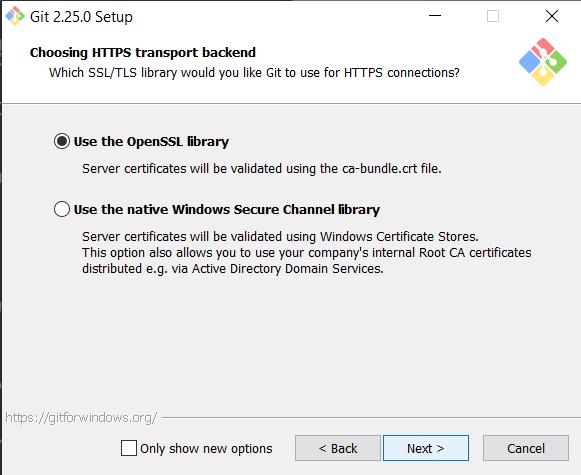 Git 2.25.0 Setup
Choosing HTTPS transport backend
Which SSL/TLS library would you like Git to use for HTTPS connections?
Use the OpenSSL library
Server certificates will be validated using the ca-bundle.crt file.
Use the native Windows Secure Channel library
Server certificates will be validated using Windows Certificate Stores.
This option also allows you to use your company's internal Root CA certificates
distributed e.g. via Active Directory Domain Services.
https://gitforwindows.org/
Only show new options
< Back
Next >
Cancel